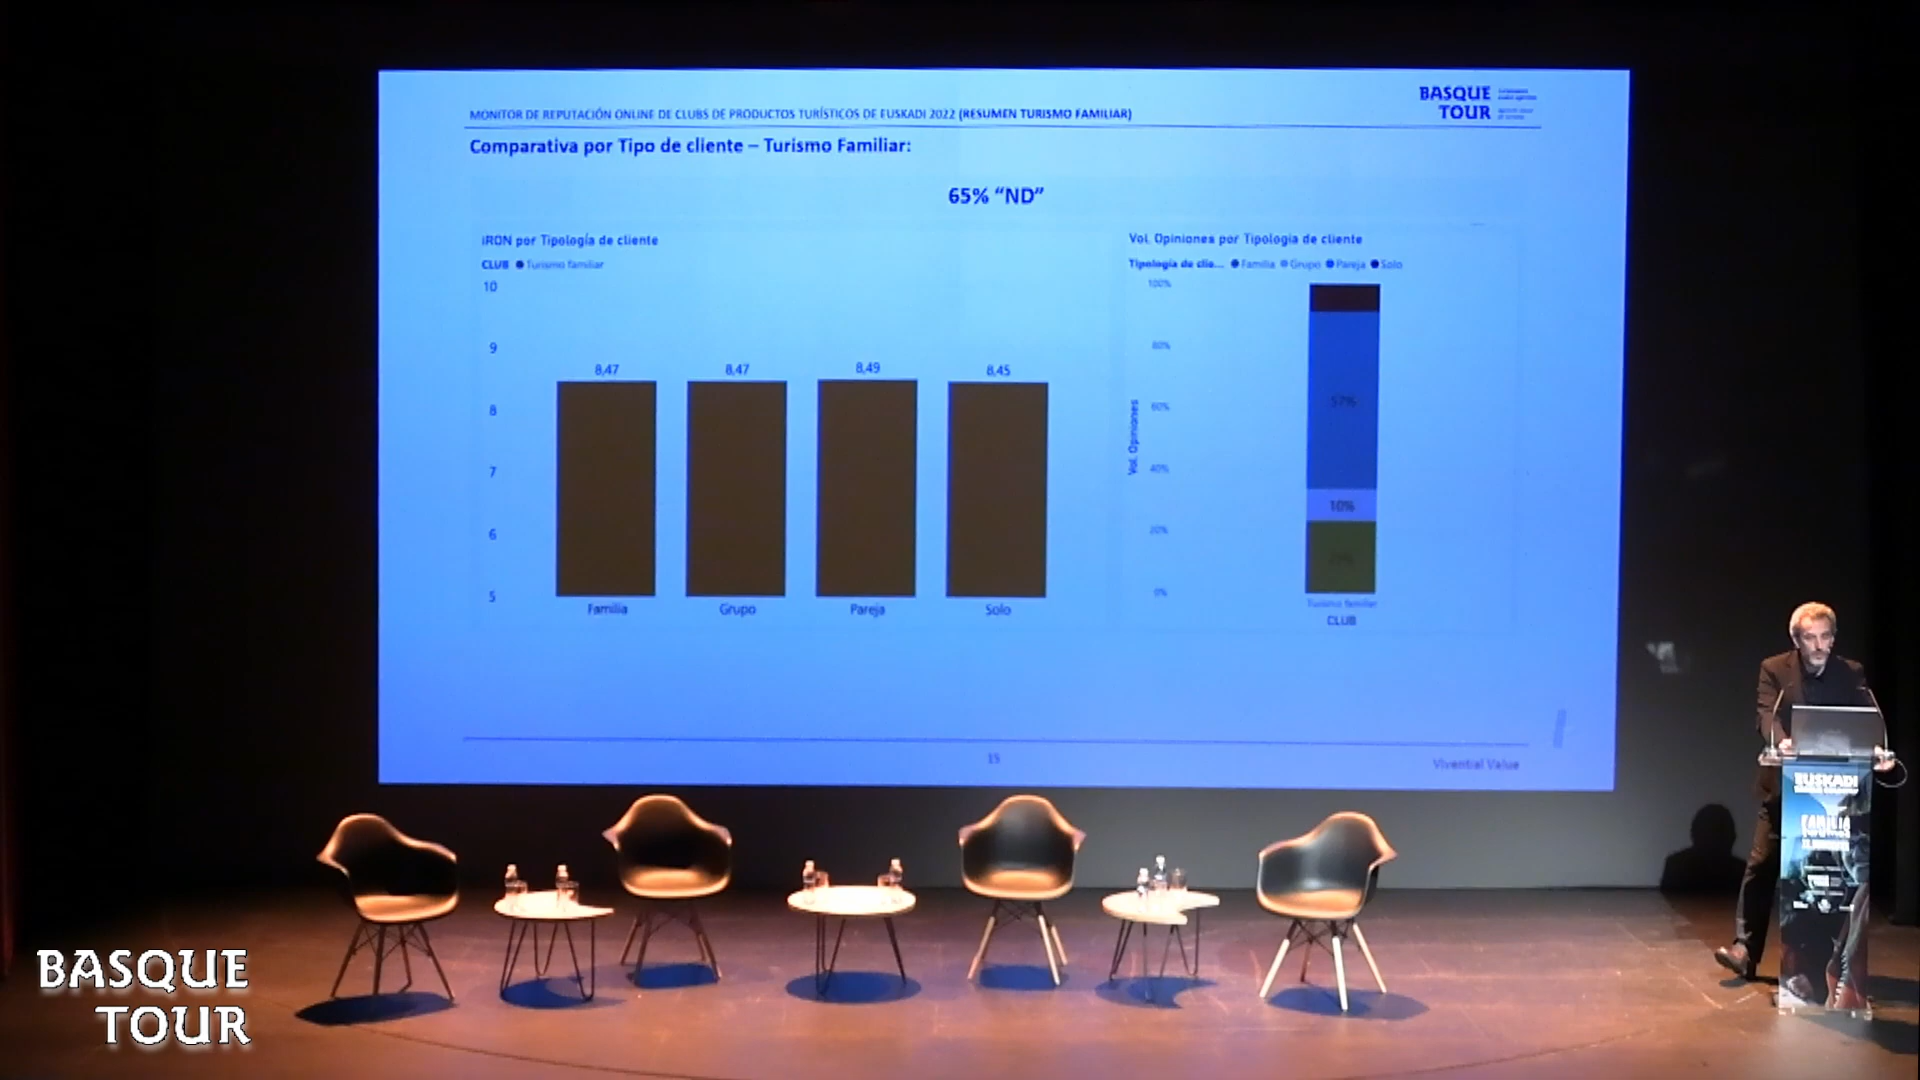 BASQUE
TOUR
MONITOR DE REPUTACIÓN ONLINE DE CLUBS DE PRODUCTOS TURÍSTICOS DE EUSKADI 2022 (RESUMEN TURISMO FAMILIAR)
Comparativa por Tipo de cliente – Turismo Familiar:
65% “ND”
iRON por Tipología de cliente
CLUB Turismo familiar
10
9
8
7
6
5
8,47
8,47
8,49
8,45
Familia
Grupo
Pareja
Solo
Vol. Opiniones por Tipología de cliente
Tipología de clie... Familia Grupo Pareja Solo
Vol. Opiniones
100%
80%
60%
40%
20%
0%
57%
10%
Turismo familiar
CLUB
15
Vivential Value
EUSKADI
FAMILIA
BASQUE
TOUR